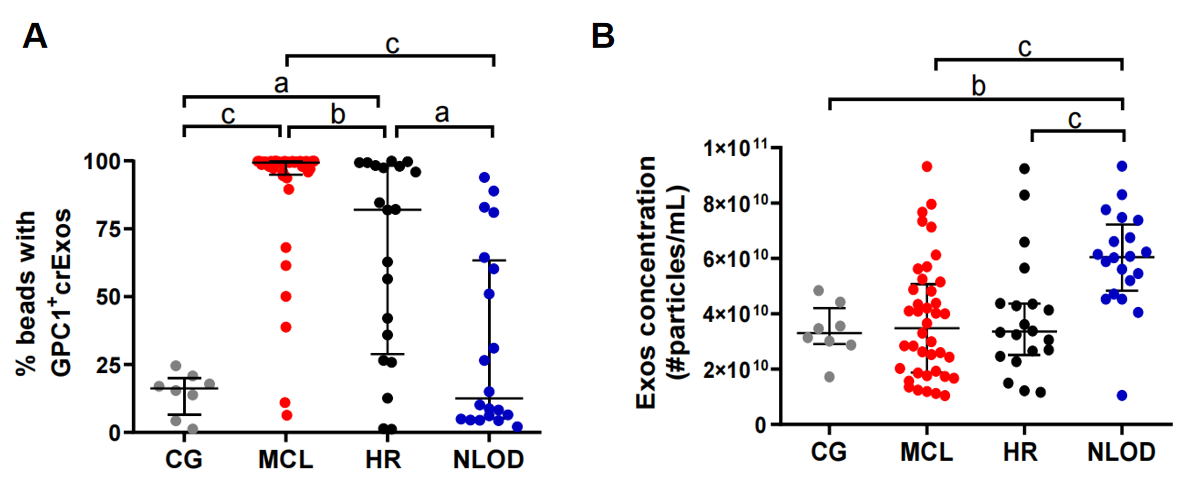 A
c
a
c b a
% beads with
GPC1⁺crExos
100
75
50
25
0
CG MCL HR NLOD
B
c
b
c
Exos concentration
(#particles/mL)
1×10¹¹
8×10¹⁰
6×10¹⁰
4×10¹⁰
2×10¹⁰
0
CG MCL HR NLOD